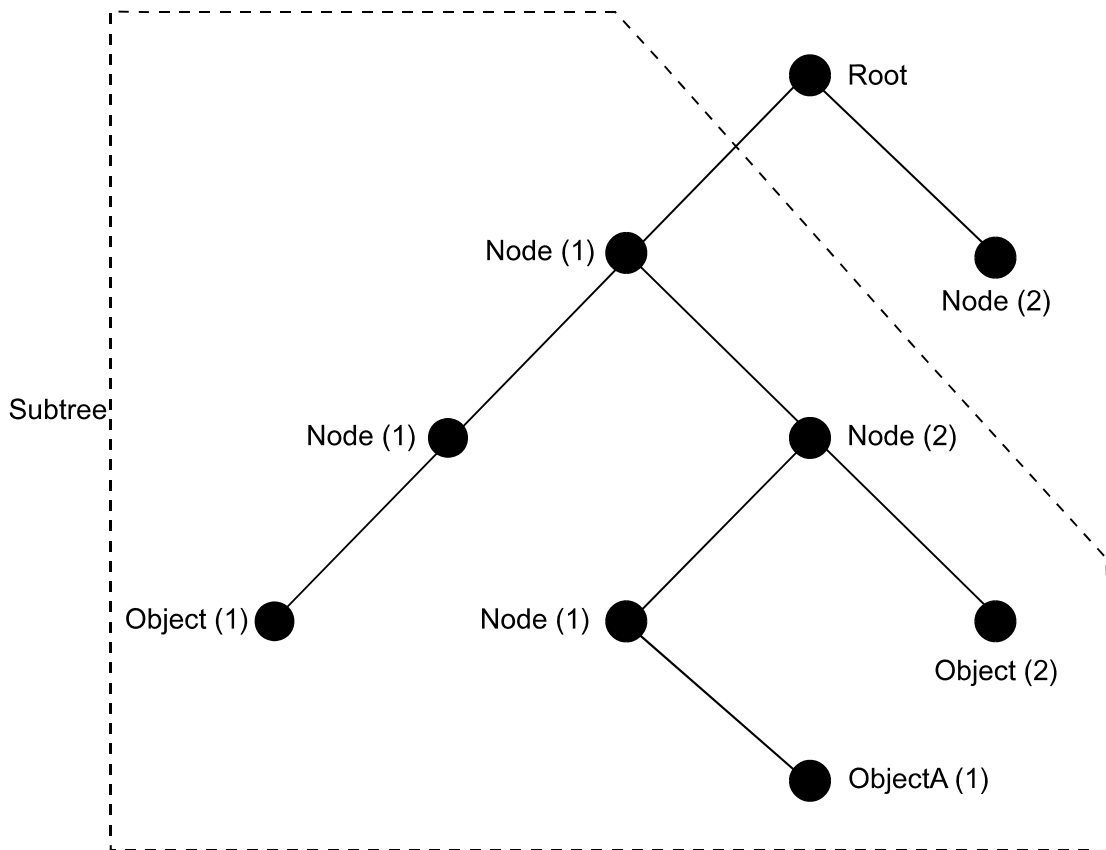 Root
Node (1)
Node (2)
Subtree
Node (1)
Node (2)
Object (1)
Node (1)
Object (2)
ObjectA (1)